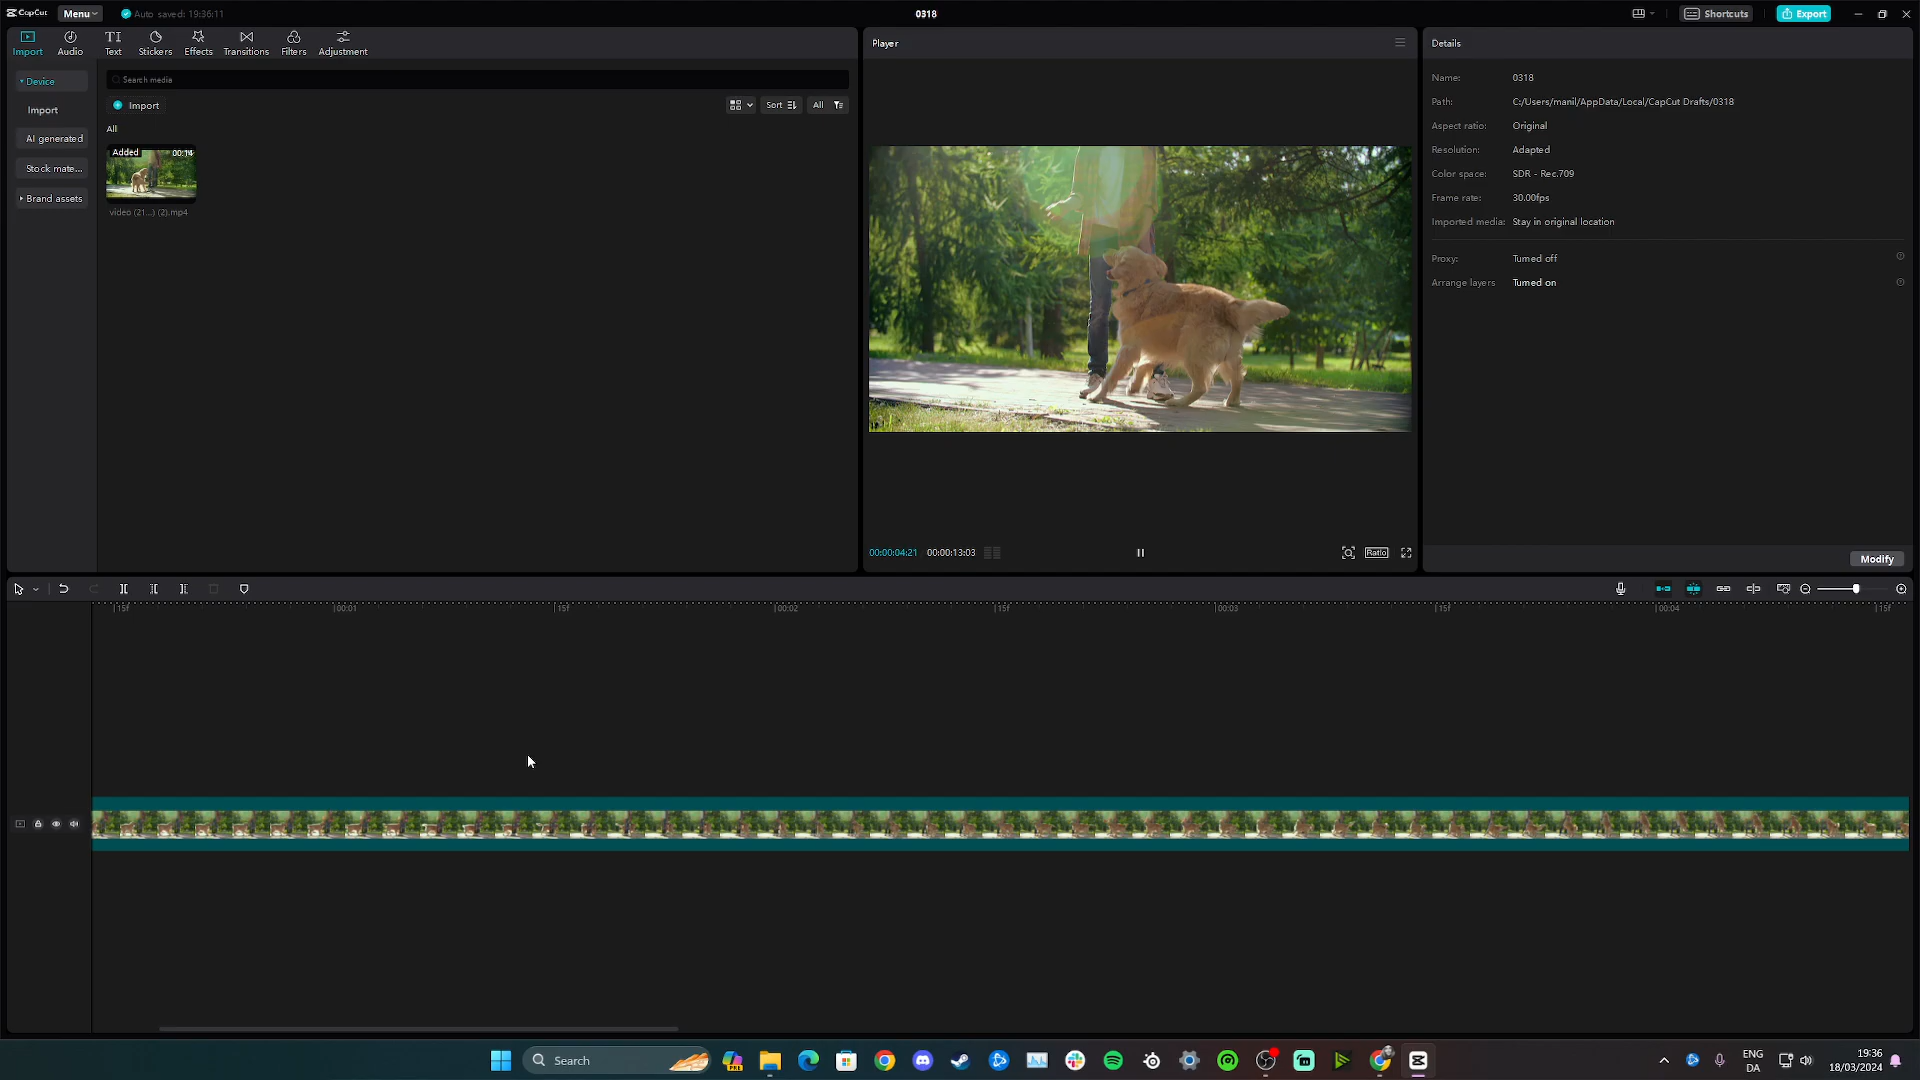 CapCut Menu Auto saved: 19:36:11 0318 Shortcuts Export
Import Audio Text Stickers Effects Transitions Filters Adjustment
Device
Import
AI generated
Stock mate...
Brand assets
Search media
Import Sort All
All
Added 00:14
video (21...) (2).mp4
Player
00:00:04:21 00:00:13:03 Ratio
Details
Name: 0318
Path: C:/Users/manil/AppData/Local/CapCut Drafts/0318
Aspect ratio: Original
Resolution: Adapted
Color space: SDR - Rec.709
Frame rate: 30.00fps
Imported media: Stay in original location
Proxy: Turned off
Arrange layers Turned on
Modify
15f 00:01 15f 00:02 15f 00:03 15f 00:04 15f
Search
ENG
DA
19:36
18/03/2024